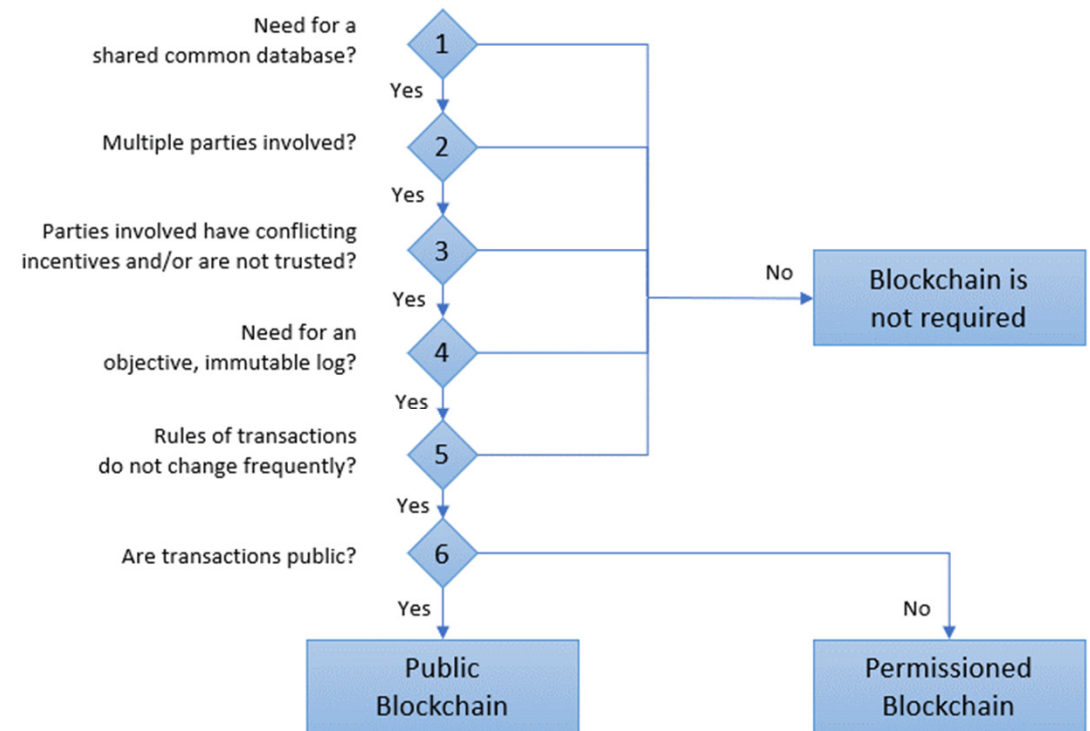 Need for a
shared common database?
1
Yes
Multiple parties involved?
2
Yes
Parties involved have conflicting
incentives and/or are not trusted?
3
No
Blockchain is
not required
Yes
Need for an
objective, immutable log?
4
Yes
Rules of transactions
do not change frequently?
5
Yes
Are transactions public?
6
Yes
No
Public
Blockchain
Permissioned
Blockchain